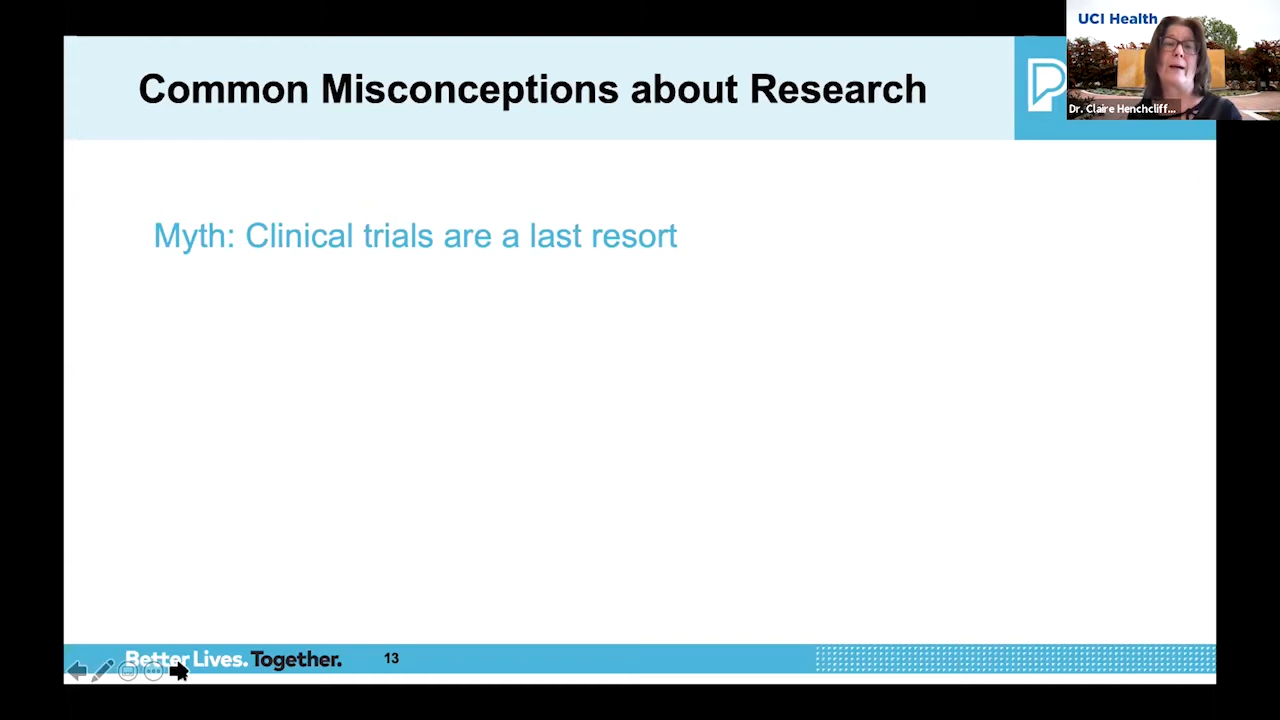 UCI Health
Common Misconceptions about Research
P
Dr. Claire Henchcliff...
Myth: Clinical trials are a last resort
Better Lives. Together.
13